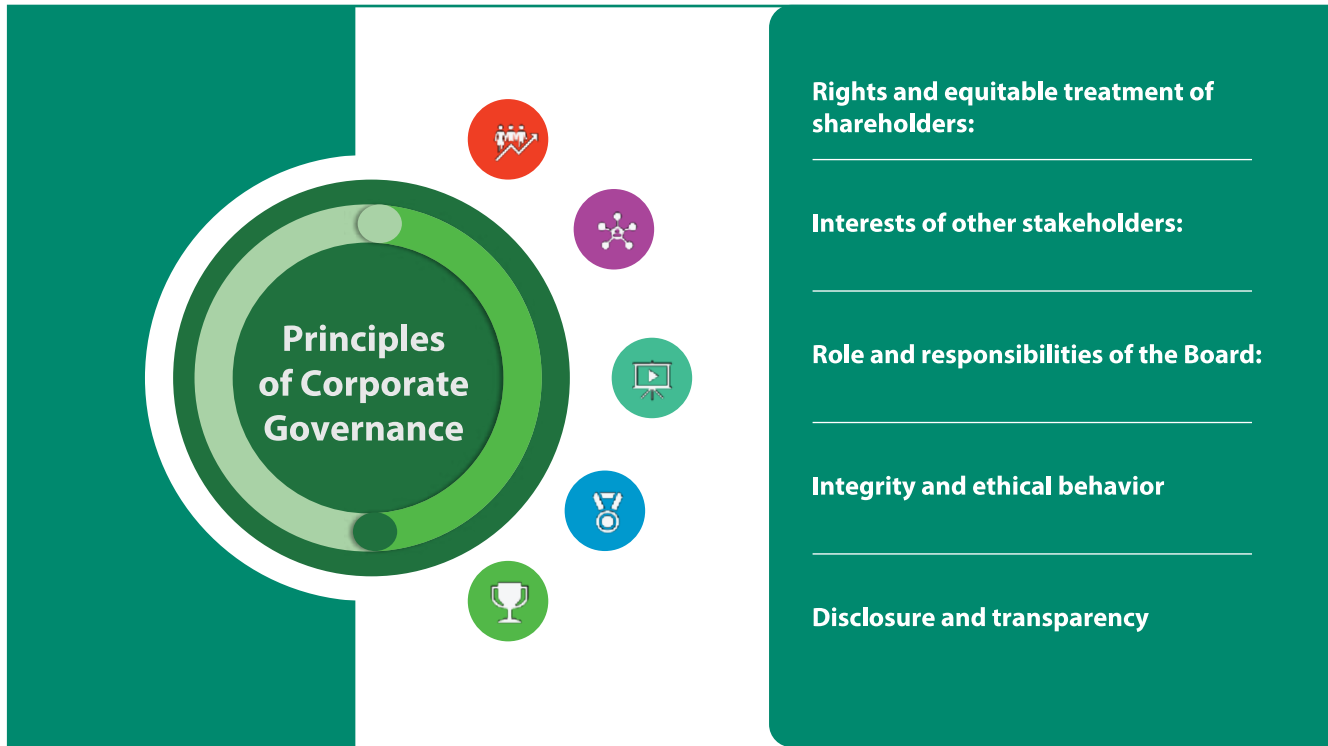 Principles
of Corporate
Governance
Rights and equitable treatment of
shareholders:
Interests of other stakeholders:
Role and responsibilities of the Board:
Integrity and ethical behavior
Disclosure and transparency